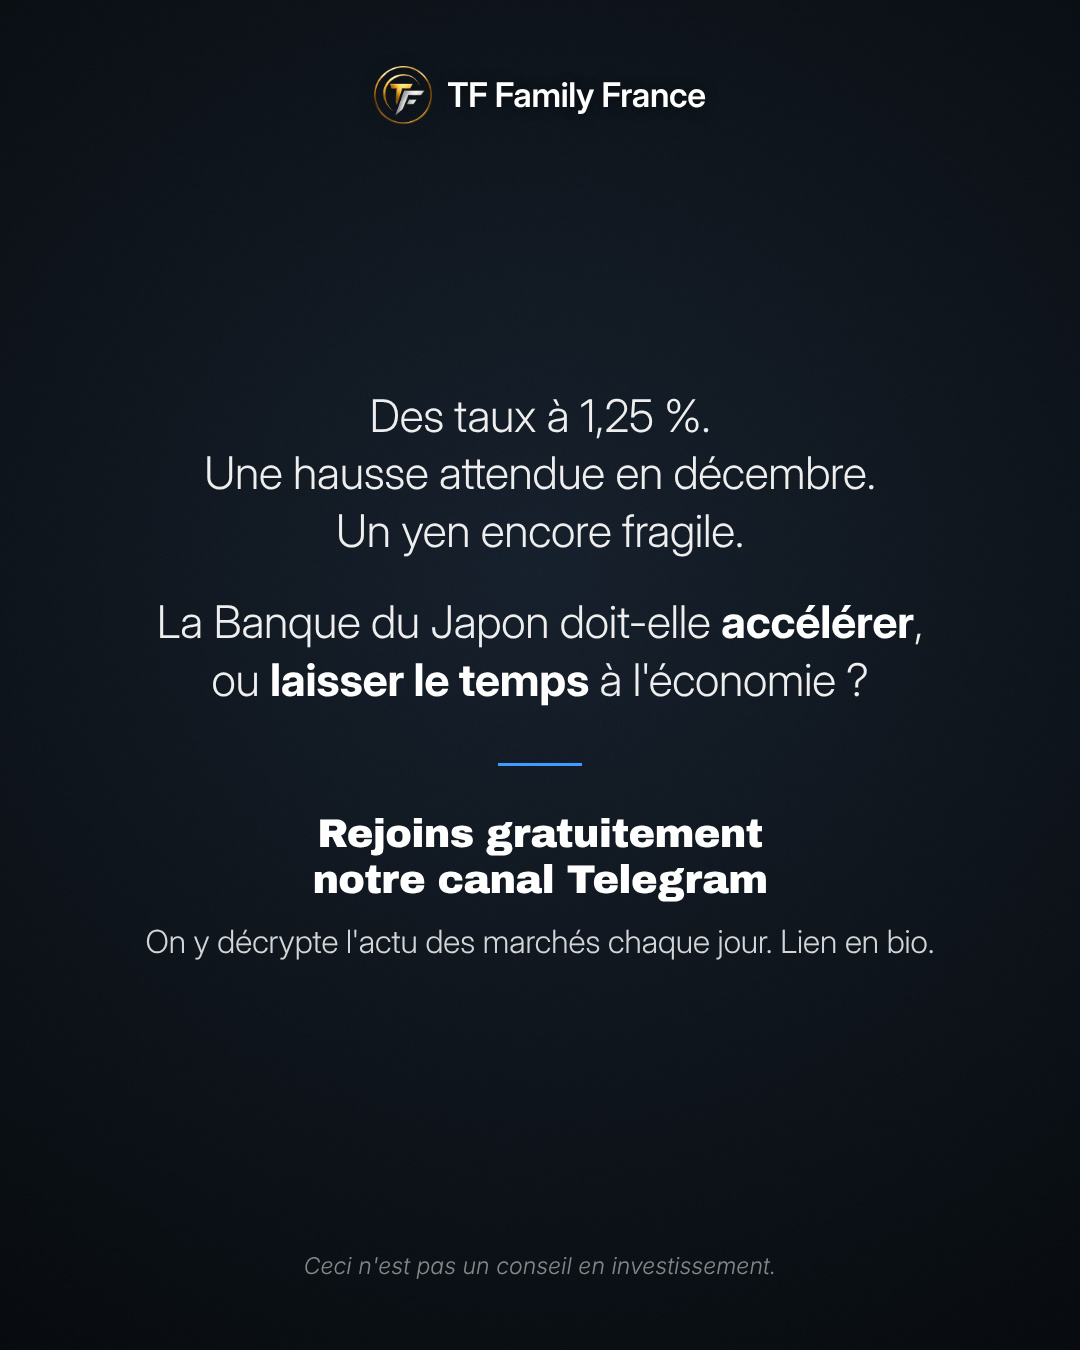 TF TF Family France
Des taux à 1,25 %.
Une hausse attendue en décembre.
Un yen encore fragile.
La Banque du Japon doit-elle accélérer,
ou laisser le temps à l'économie ?
Rejoins gratuitement
notre canal Telegram
On y décrypte l'actu des marchés chaque jour. Lien en bio.
Ceci n'est pas un conseil en investissement.